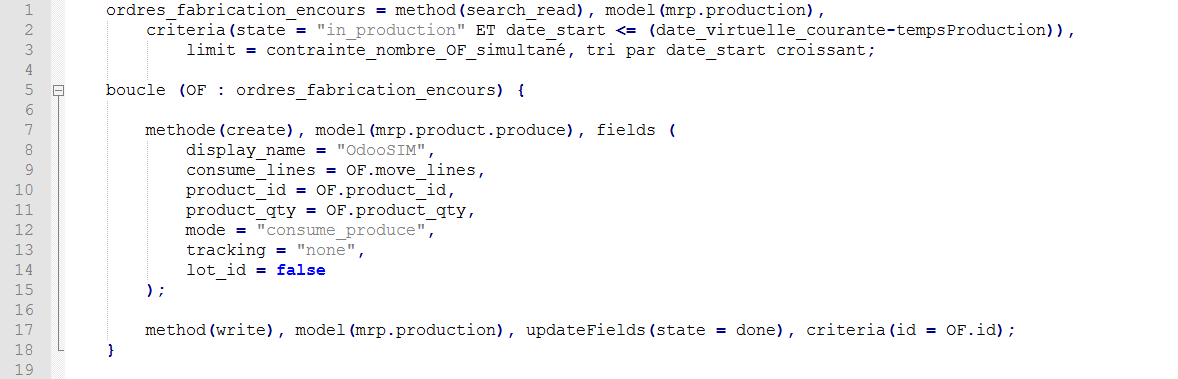 1 ordres_fabrication_encours = method(search_read), model(mrp.production),
2 criteria(state = "in_production" ET date_start <= (date_virtuelle_courante-tempsProduction)),
3 limit = contrainte_nombre_OF_simultané, tri par date_start croissant;
4
5 boucle (OF : ordres_fabrication_encours) {
6
7 methode(create), model(mrp.product.produce), fields (
8 display_name = "OdooSIM",
9 consume_lines = OF.move_lines,
10 product_id = OF.product_id,
11 product_qty = OF.product_qty,
12 mode = "consume_produce",
13 tracking = "none",
14 lot_id = false
15 );
16
17 method(write), model(mrp.production), updateFields(state = done), criteria(id = OF.id);
18 }
19